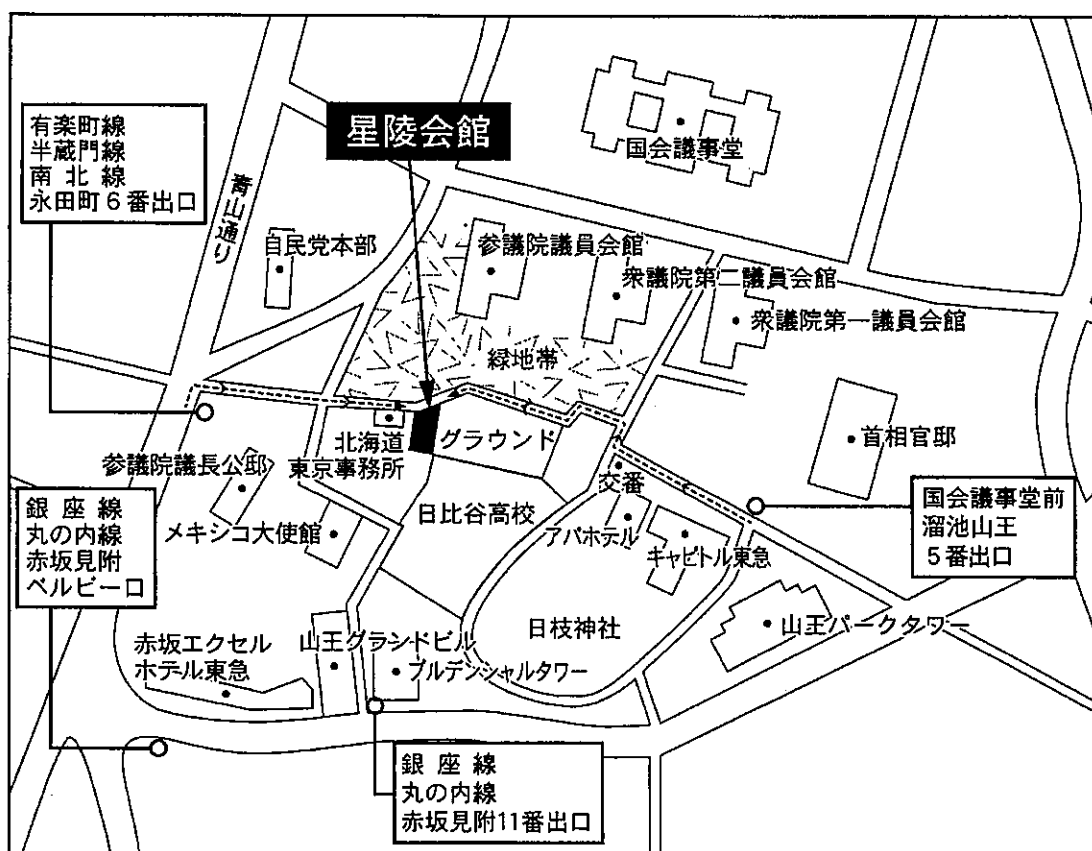 有楽町線
半蔵門線
南北線
永田町6番出口
青山通り
星陵会館
国会議事堂
自民党本部
参議院議員会館
衆議院第二議員会館
衆議院第一議員会館
緑地帯
北海道
東京事務所
グラウンド
首相官邸
参議院議長公邸
メキシコ大使館
日比谷高校
交番
アパホテル
キャピトル東急
国会議事堂前
溜池山王
5番出口
銀座線
丸の内線
赤坂見附
ベルビー口
赤坂エクセル
ホテル東急
山王グランドビル
プルデンシャルタワー
日枝神社
山王パークタワー
銀座線
丸の内線
赤坂見附11番出口